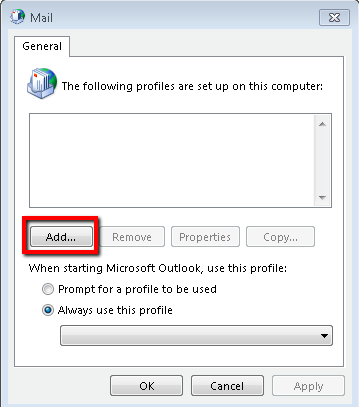 Mail
General
The following profiles are set up on this computer:
Add... Remove Properties Copy...
When starting Microsoft Outlook, use this profile:
Prompt for a profile to be used
Always use this profile
OK Cancel Apply